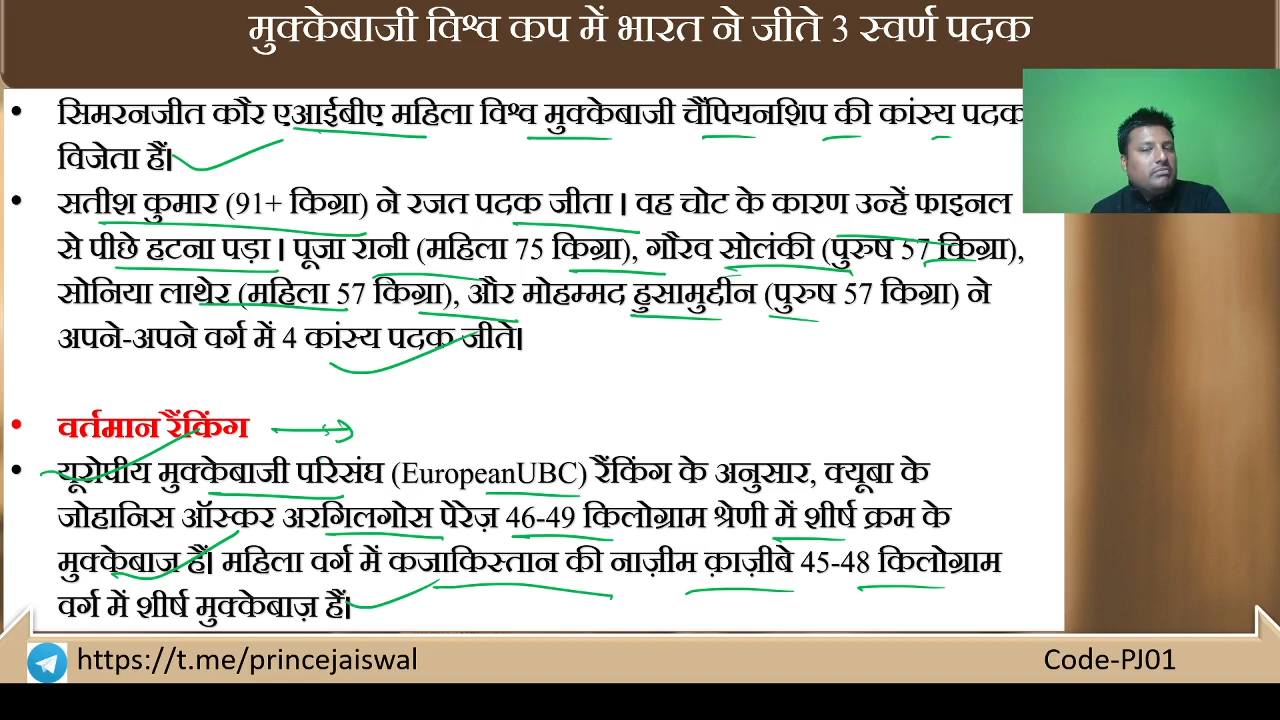 मुक्केबाजी विश्व कप में भारत ने जीते 3 स्वर्ण पदक
• सिमरनजीत कौर एआईबीए महिला विश्व मुक्केबाजी चैंपियनशिप की कांस्य पदक
विजेता हैं।
• सतीश कुमार (91+ किग्रा) ने रजत पदक जीता । वह चोट के कारण उन्हें फाइनल
से पीछे हटना पड़ा । पूजा रानी (महिला 75 किग्रा), गौरव सोलंकी (पुरुष 57 किग्रा),
सोनिया लाथेर (महिला 57 किग्रा), और मोहम्मद हुसामुद्दीन (पुरुष 57 किग्रा) ने
अपने-अपने वर्ग में 4 कांस्य पदक जीते।
• वर्तमान रैंकिंग
• यूरोपीय मुक्केबाजी परिसंघ (EuropeanUBC) रैंकिंग के अनुसार, क्यूबा के
जोहानिस ऑस्कर अरगिलगोस पेरेज़ 46-49 किलोग्राम श्रेणी में शीर्ष क्रम के
मुक्केबाज हैं। महिला वर्ग में कजाकिस्तान की नाज़ीम क़ाज़ीबे 45-48 किलोग्राम
वर्ग में शीर्ष मुक्केबाज़ हैं।
https://t.me/princejaiswal
Code-PJ01